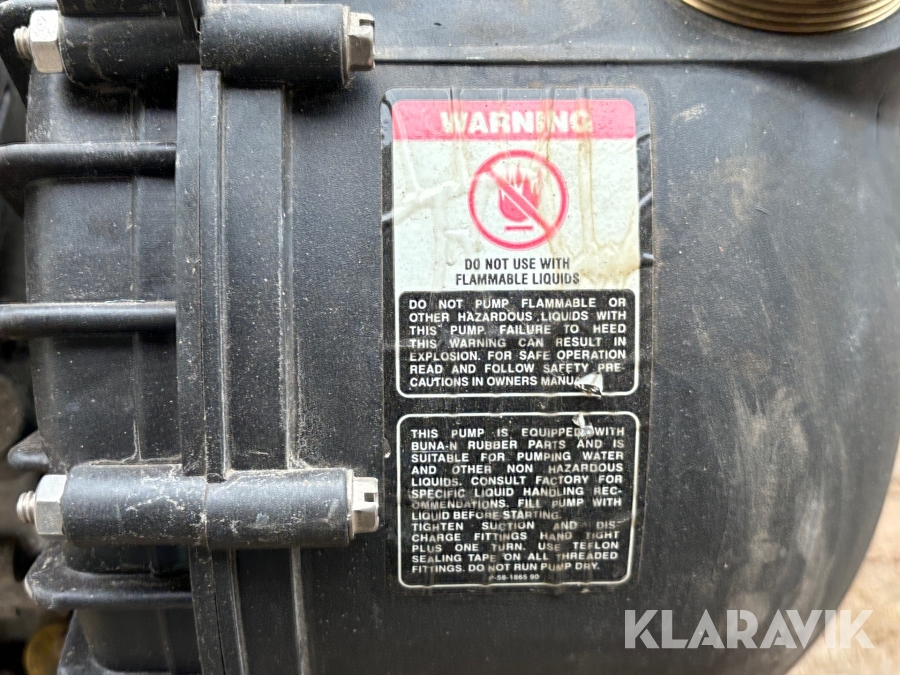 WARNING
DO NOT USE WITH
FLAMMABLE LIQUIDS
DO NOT PUMP FLAMMABLE OR
OTHER HAZARDOUS LIQUIDS WITH
THIS PUMP. FAILURE TO HEED
THIS WARNING CAN RESULT IN
EXPLOSION. FOR SAFE OPERATION
READ AND FOLLOW SAFETY PRE-
CAUTIONS IN OWNERS MANUAL
THIS PUMP IS EQUIPPED WITH
BUNA-N RUBBER PARTS AND IS
SUITABLE FOR PUMPING WATER
AND OTHER NON HAZARDOUS
LIQUIDS. CONSULT FACTORY FOR
SPECIFIC LIQUID HANDLING REC-
OMMENDATIONS. FILL PUMP WITH
LIQUID BEFORE STARTING.
TIGHTEN SUCTION AND DIS-
CHARGE FITTINGS HAND TIGHT
PLUS ONE TURN. USE TEFLON
SEALING TAPE ON ALL THREADED
FITTINGS. DO NOT RUN PUMP DRY.
P-58-1865 90
KLARAVIK